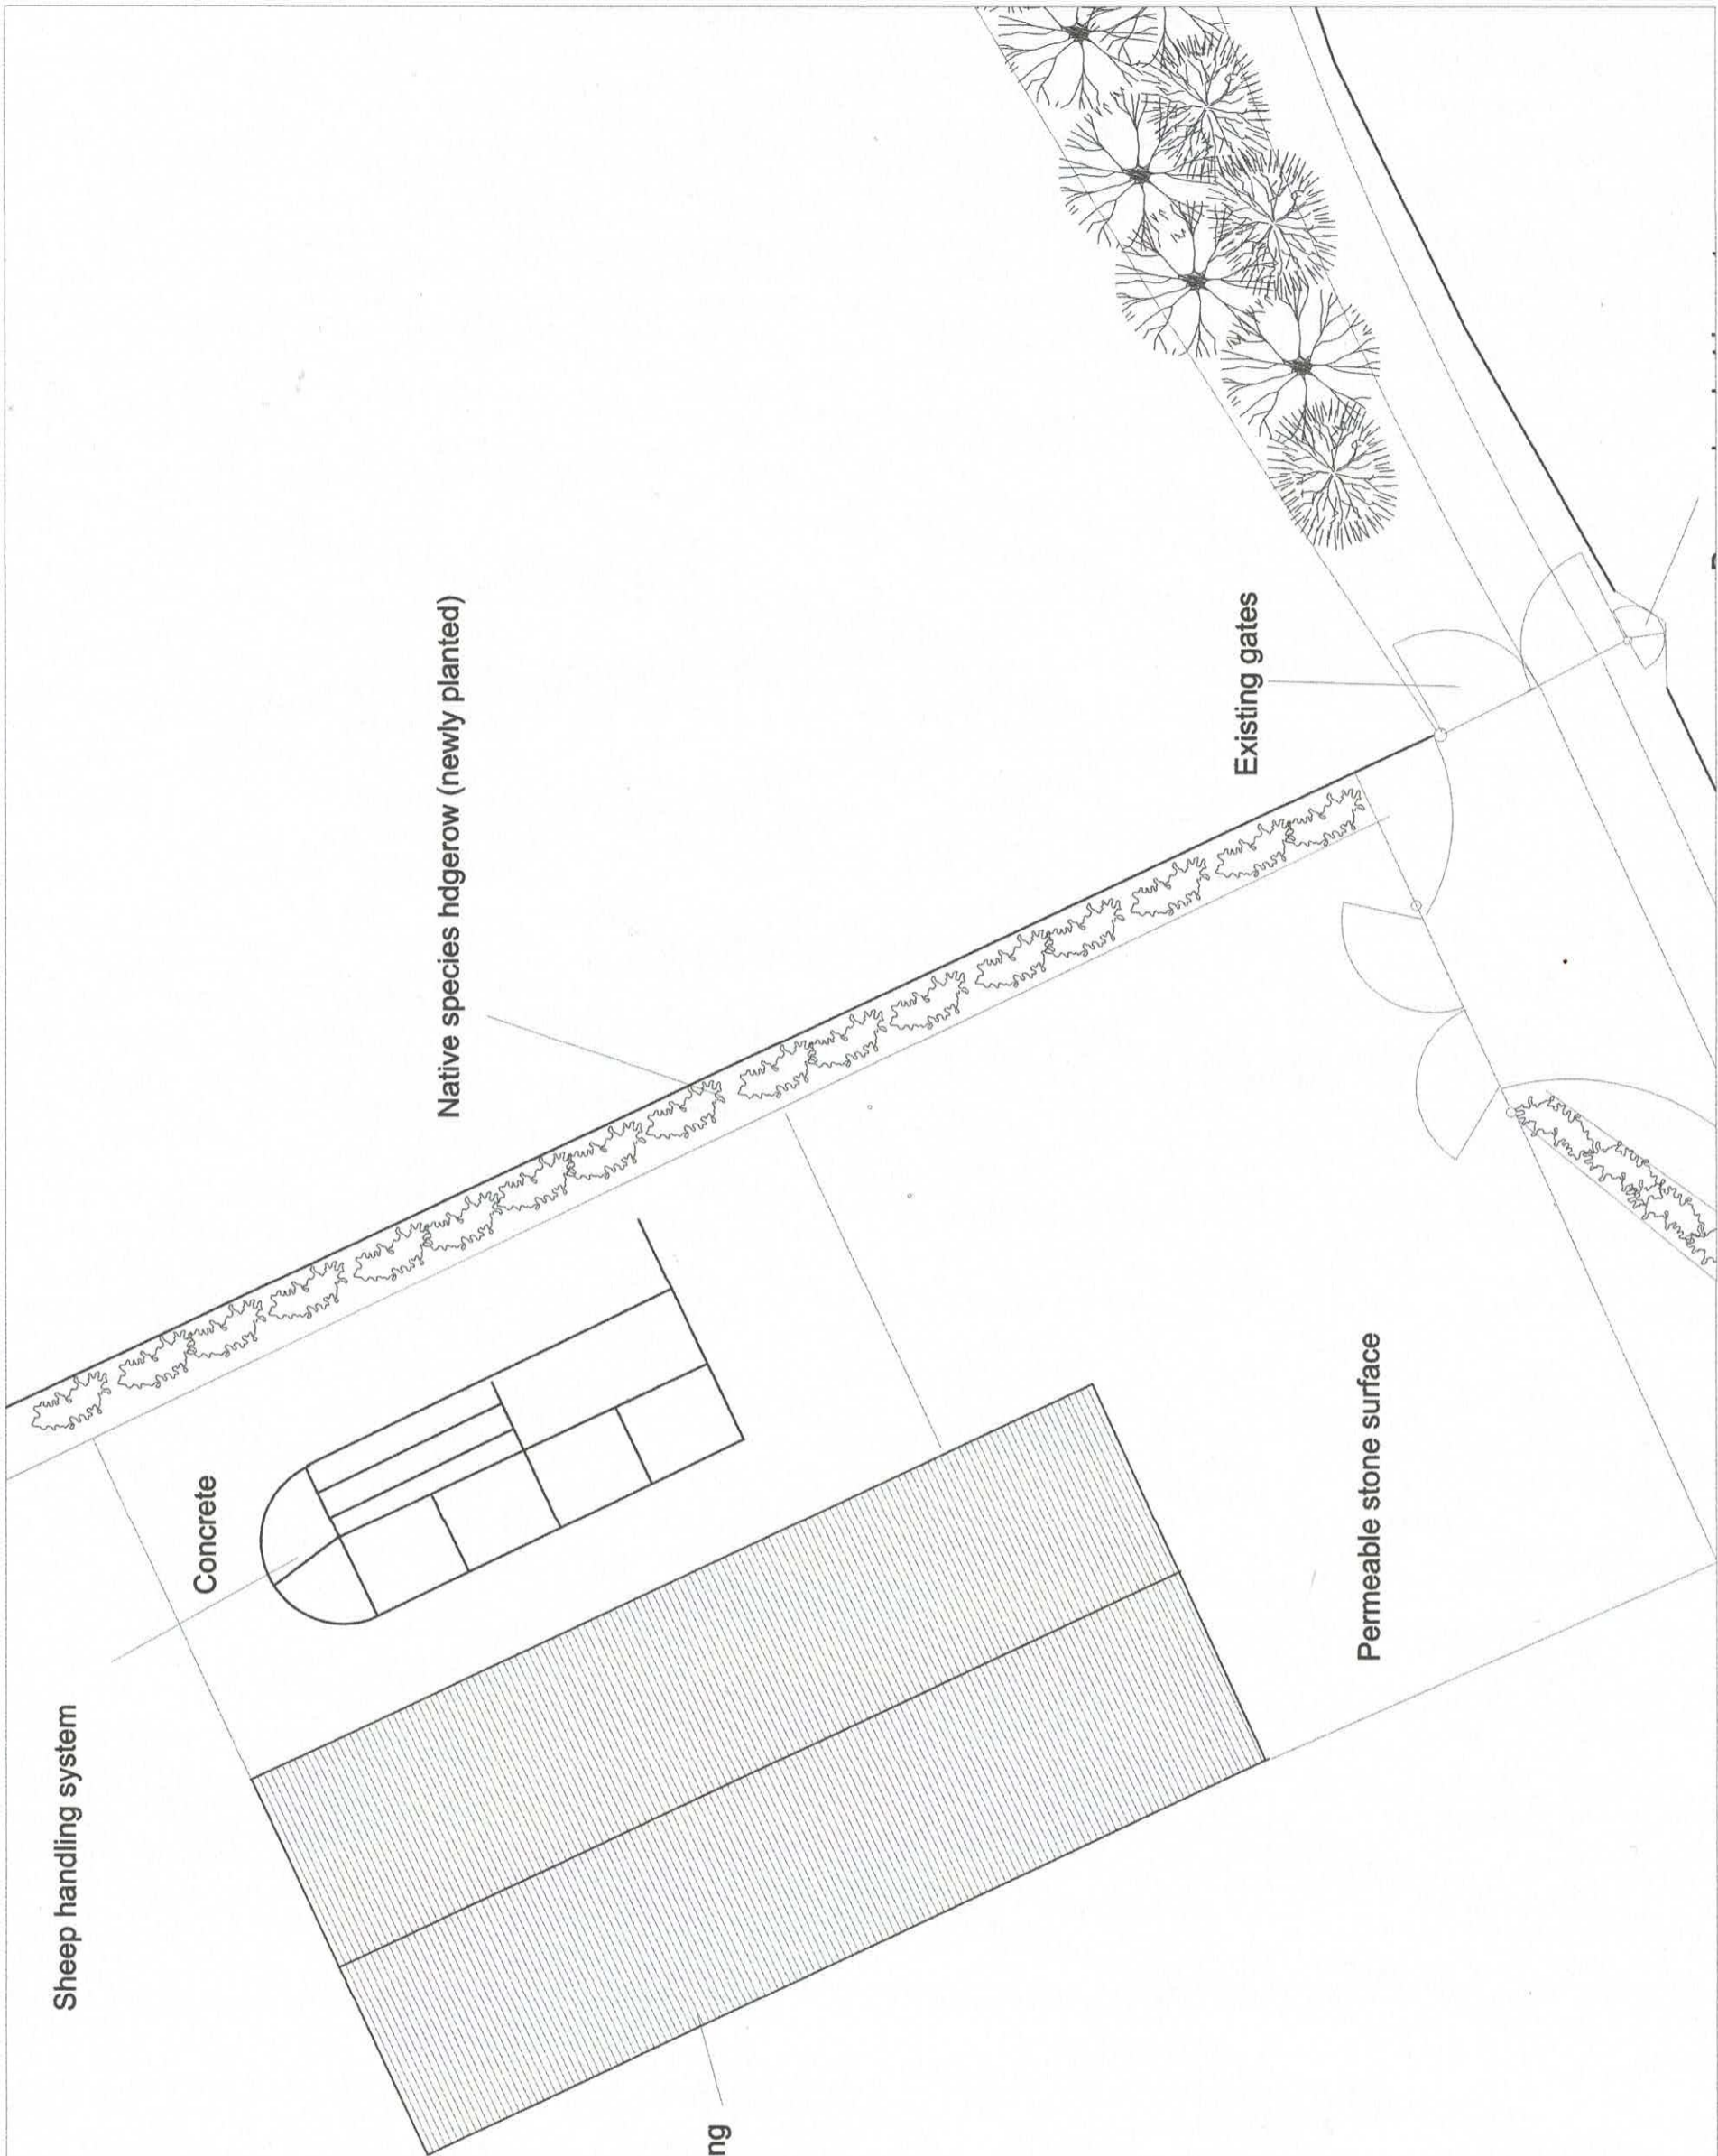 Sheep handling system
Concrete
Native species hdgerow (newly planted)
Existing gates
Permeable stone surface
ng